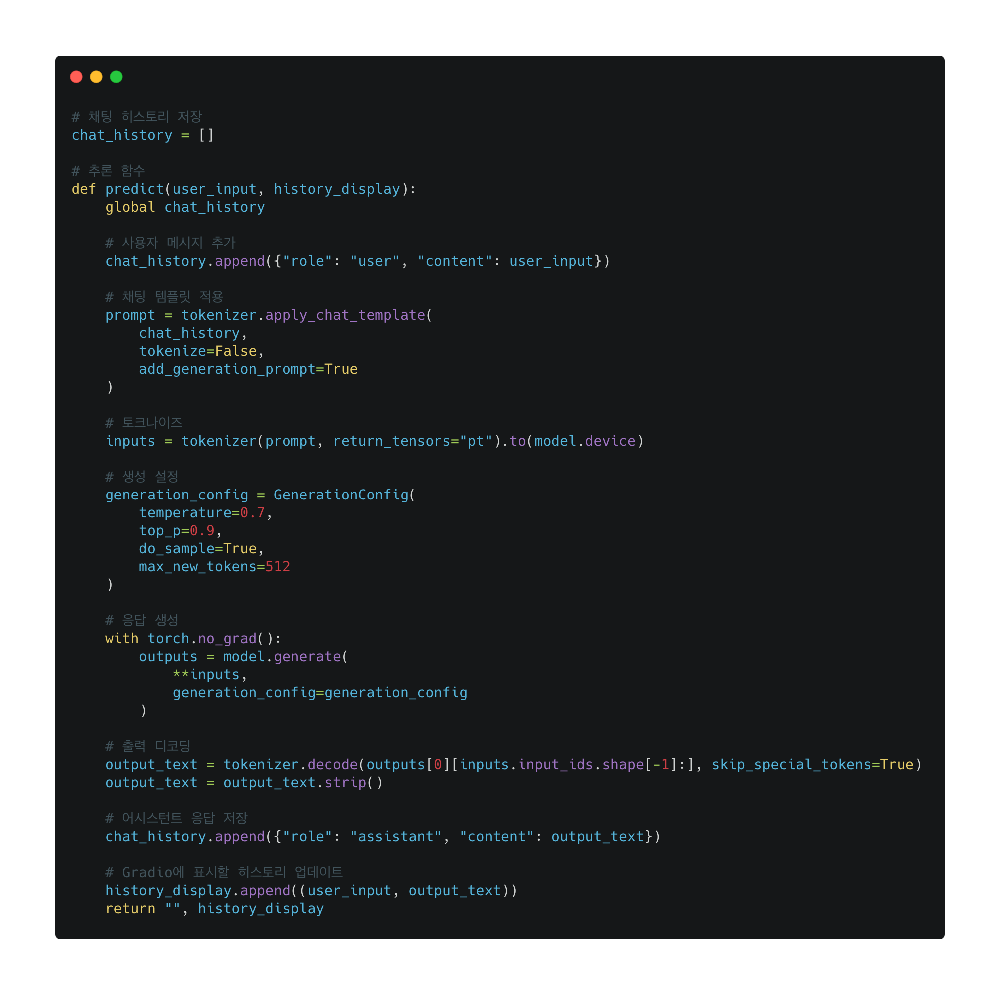 # 채팅 히스토리 저장
chat_history = []
# 추론 함수
def predict(user_input, history_display):
    global chat_history
    # 사용자 메시지 추가
    chat_history.append({"role": "user", "content": user_input})
    # 채팅 템플릿 적용
    prompt = tokenizer.apply_chat_template(
        chat_history,
        tokenize=False,
        add_generation_prompt=True
    )
    # 토크나이즈
    inputs = tokenizer(prompt, return_tensors="pt").to(model.device)
    # 생성 설정
    generation_config = GenerationConfig(
        temperature=0.7,
        top_p=0.9,
        do_sample=True,
        max_new_tokens=512
    )
    # 응답 생성
    with torch.no_grad():
        outputs = model.generate(
            **inputs,
            generation_config=generation_config
        )
    # 출력 디코딩
    output_text = tokenizer.decode(outputs[0][inputs.input_ids.shape[-1]:], skip_special_tokens=True)
    output_text = output_text.strip()
    # 어시스턴트 응답 저장
    chat_history.append({"role": "assistant", "content": output_text})
    # Gradio에 표시할 히스토리 업데이트
    history_display.append((user_input, output_text))
    return "", history_display